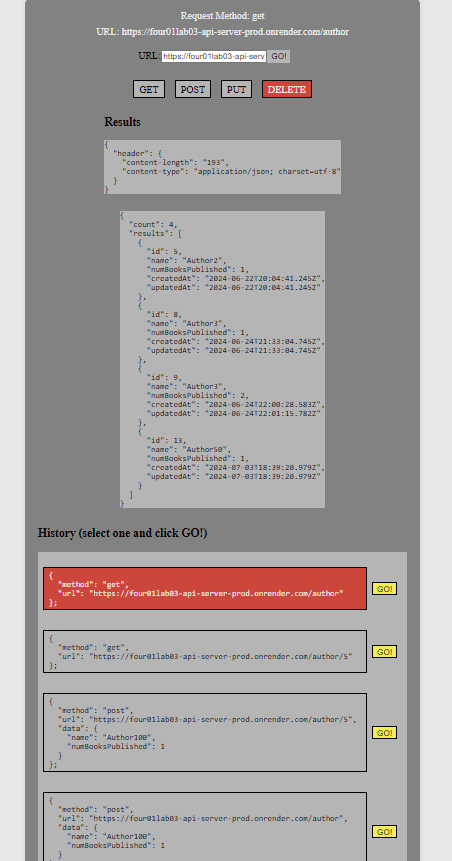 Request Method: get
URL: https://four01lab03-api-server-prod.onrender.com/author
URL: https://four01lab03-api-serv GO!
GET POST PUT DELETE
Results
{
"header": {
"content-length": "193",
"content-type": "application/json; charset=utf-8"
}
}
{
"count": 4,
"results": [
{
"id": 5,
"name": "Author2",
"numBooksPublished": 1,
"createdAt": "2024-06-22T20:04:41.245Z",
"updatedAt": "2024-06-22T20:04:41.245Z"
},
{
"id": 8,
"name": "Author3",
"numBooksPublished": 1,
"createdAt": "2024-06-24T21:33:04.745Z",
"updatedAt": "2024-06-24T21:33:04.745Z"
},
{
"id": 9,
"name": "Author3",
"numBooksPublished": 2,
"createdAt": "2024-06-24T22:00:28.583Z",
"updatedAt": "2024-06-24T22:01:15.782Z"
},
{
"id": 13,
"name": "Author50",
"numBooksPublished": 1,
"createdAt": "2024-07-03T18:39:20.979Z",
"updatedAt": "2024-07-03T18:39:20.979Z"
}
]
}
History (select one and click GO!)
{
"method": "get",
"url": "https://four01lab03-api-server-prod.onrender.com/author"
};
GO!
{
"method": "get",
"url": "https://four01lab03-api-server-prod.onrender.com/author/5"
};
GO!
{
"method": "post",
"url": "https://four01lab03-api-server-prod.onrender.com/author/5",
"data": {
"name": "Author100",
"numBooksPublished": 1
}
};
GO!
{
"method": "post",
"url": "https://four01lab03-api-server-prod.onrender.com/author",
"data": {
"name": "Author100",
"numBooksPublished": 1
}
GO!